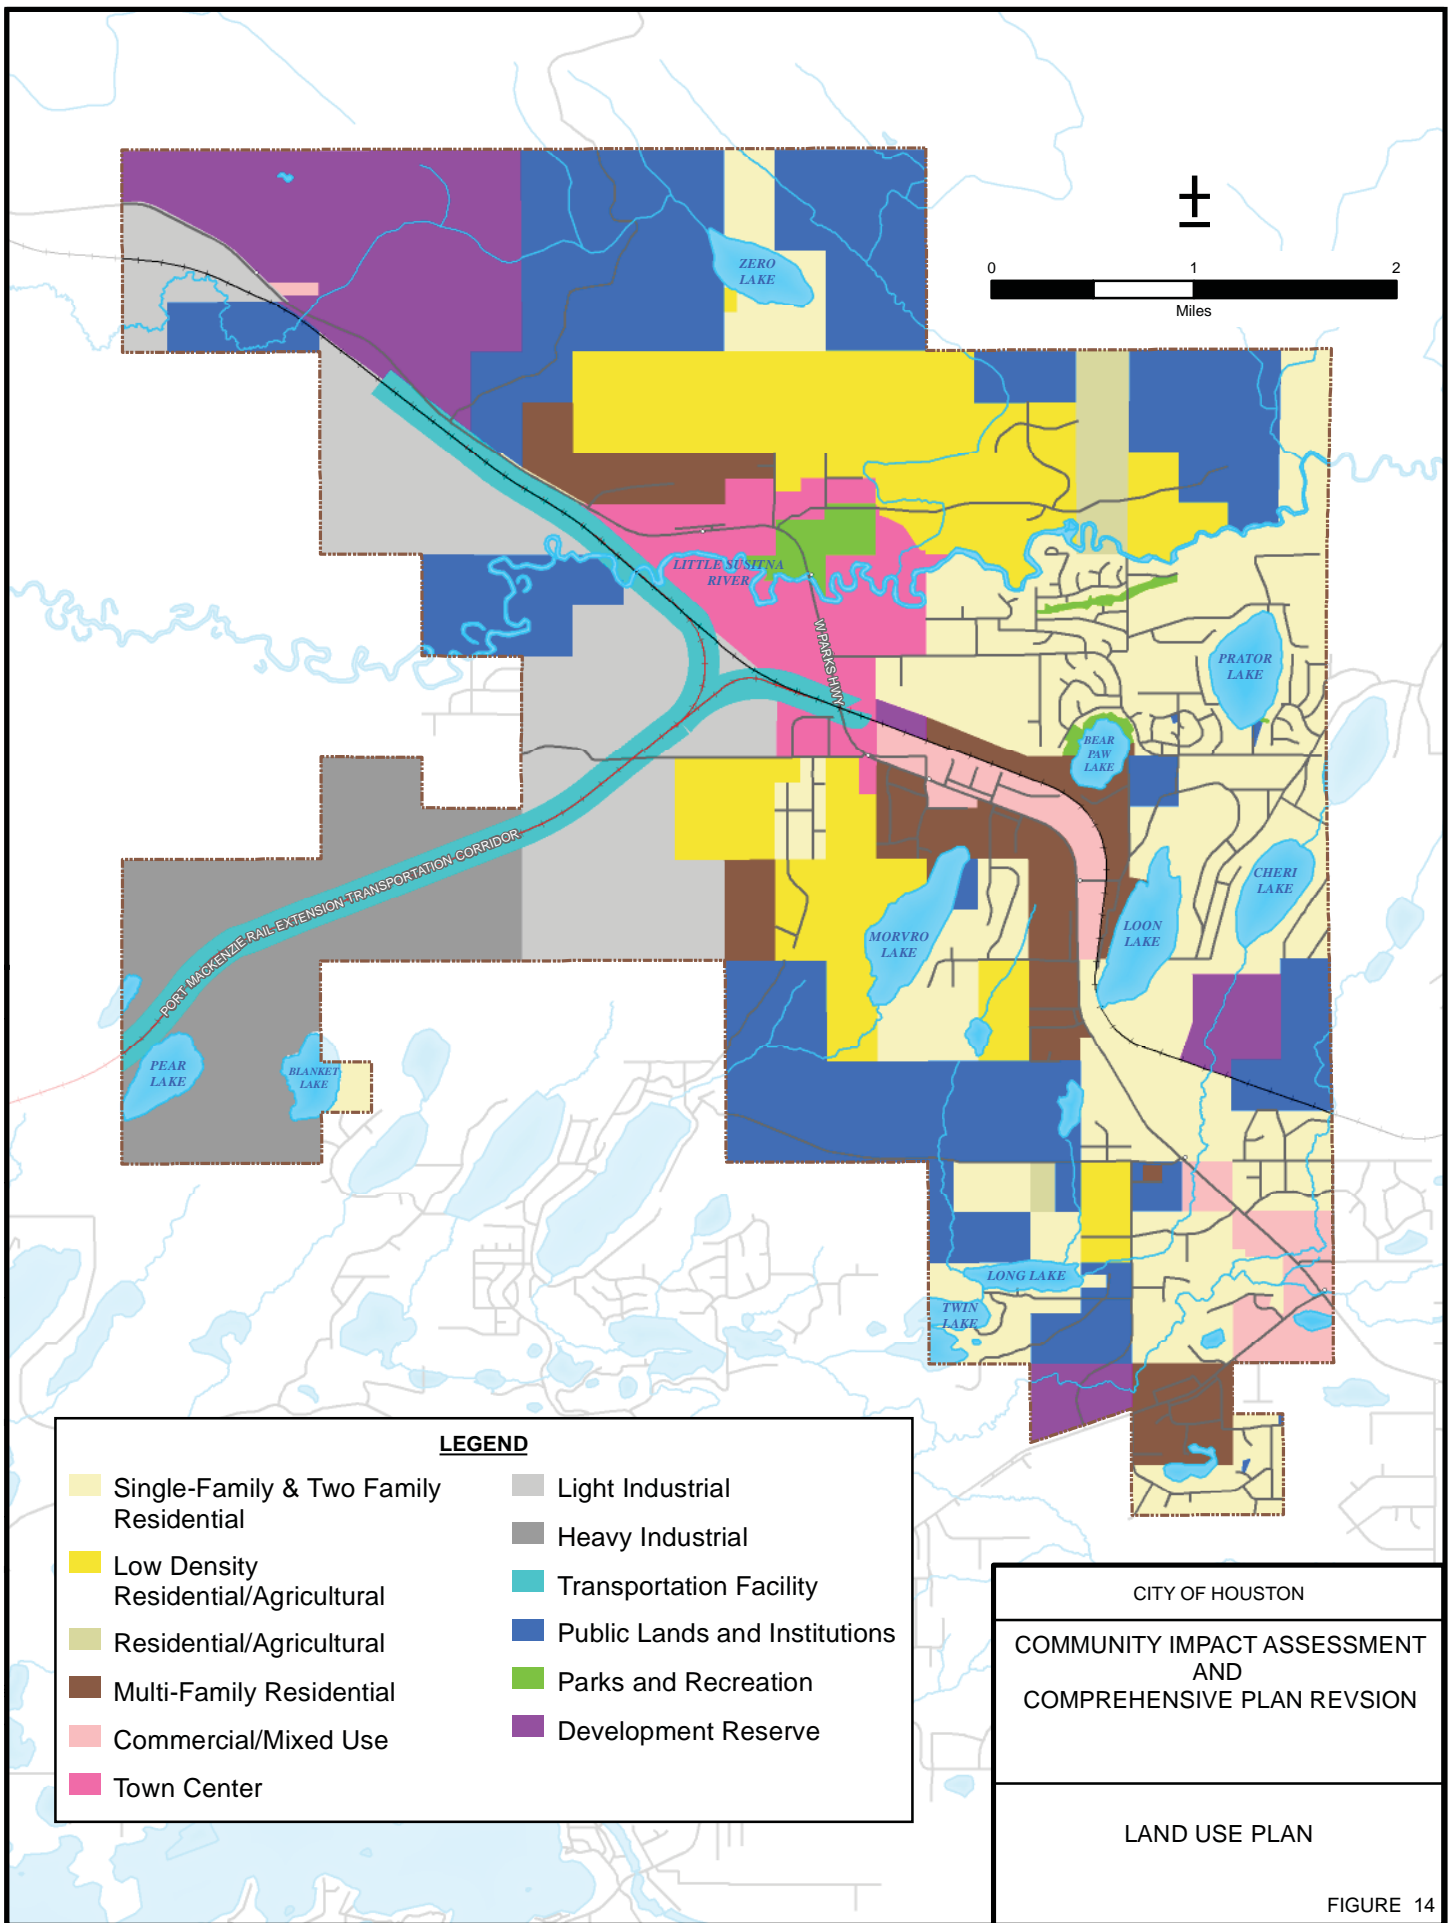 0
1
2
Miles
ZERO
LAKE
LITTLE SUSITNA
RIVER
W PARKS HWY
PRATOR
LAKE
BEAR
PAW
LAKE
CHERI
LAKE
LOON
LAKE
MORVRO
LAKE
PORT MACKENZIE RAIL EXTENSION TRANSPORTATION CORRIDOR
PEAR
LAKE
BLANKET
LAKE
LONG LAKE
TWIN
LAKE
LEGEND
Single-Family & Two Family
Residential
Low Density
Residential/Agricultural
Residential/Agricultural
Multi-Family Residential
Commercial/Mixed Use
Town Center
Light Industrial
Heavy Industrial
Transportation Facility
Public Lands and Institutions
Parks and Recreation
Development Reserve
CITY OF HOUSTON
COMMUNITY IMPACT ASSESSMENT
AND
COMPREHENSIVE PLAN REVSION
LAND USE PLAN
FIGURE 14